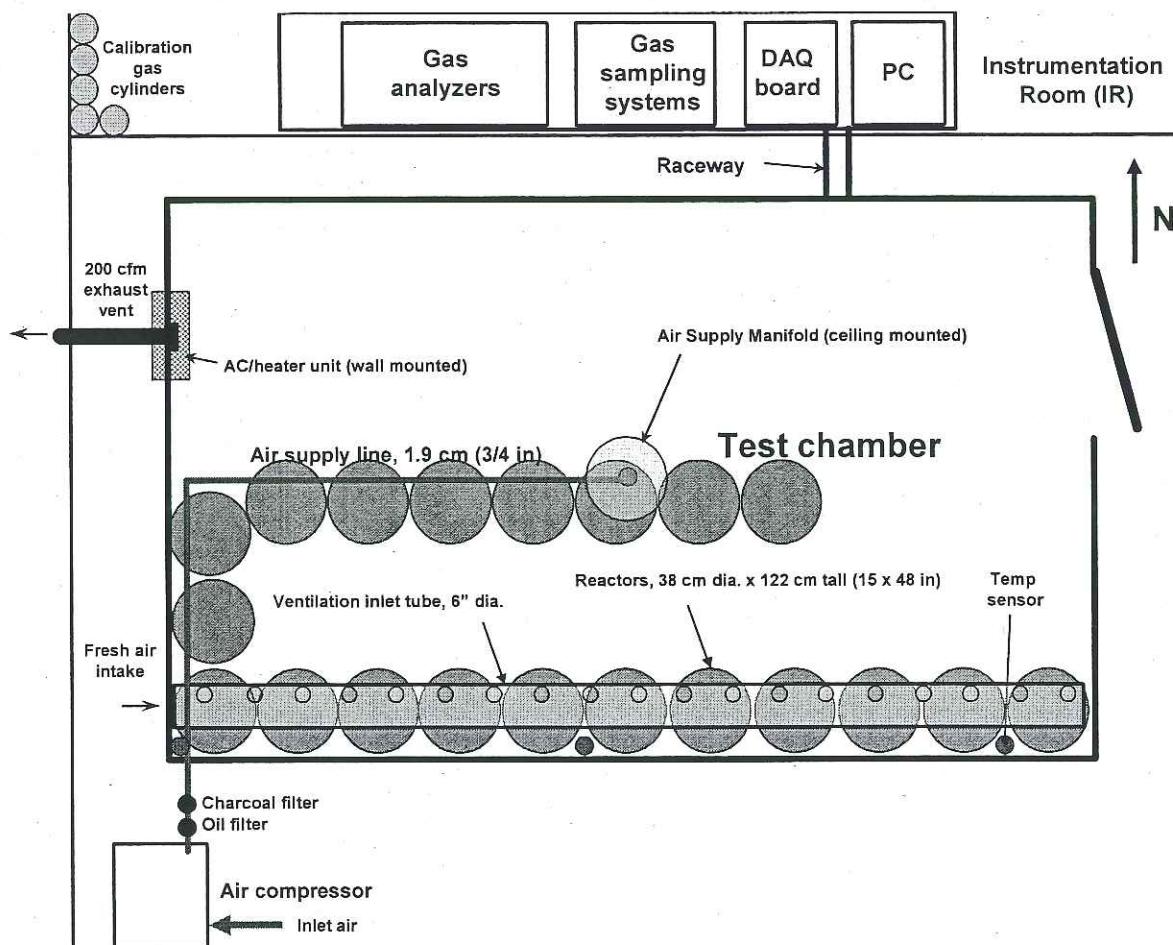 Calibration
gas
cylinders
Gas
analyzers
Gas
sampling
systems
DAQ
board
PC
Instrumentation
Room (IR)
Raceway
N
200 cfm
exhaust
vent
AC/heater unit (wall mounted)
Air Supply Manifold (ceiling mounted)
Air supply line, 1.9 cm (3/4 in)
Test chamber
Reactors, 38 cm dia. x 122 cm tall (15 x 48 in)
Temp
sensor
Ventilation inlet tube, 6” dia.
Fresh air
intake
Charcoal filter
Oil filter
Air compressor
Inlet air